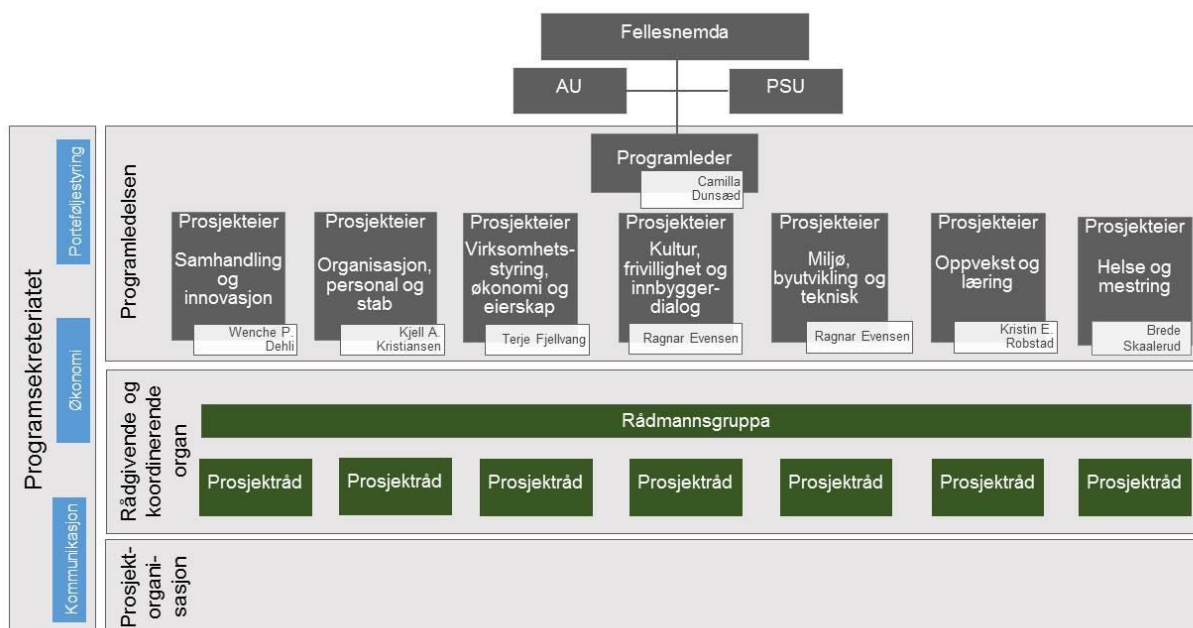 Fellesnemda
AU
PSU
Programsekreteriatet
Porteføljestyring
Økonomi
Kommunikasjon
Programledelsen
Programleder
Camilla
Dunsæd
Prosjekteier
Samhandling
og
innovasjon
Wenche P.
Dehli
Prosjekteier
Organisasjon,
personal og
stab
Kjell A.
Kristiansen
Prosjekteier
Virksomhets-
styring,
økonomi og
eierskap
Terje Fjellvang
Prosjekteier
Kultur,
frivillighet og
innbygger-
dialog
Ragnar Evensen
Prosjekteier
Miljø,
byutvikling og
teknisk
Ragnar Evensen
Prosjekteier
Oppvekst og
læring
Kristin E.
Robstad
Prosjekteier
Helse og
mestring
Brede
Skaalerud
Rådgivende og
koordinerende
organ
Rådmannsgruppa
Prosjektråd
Prosjektråd
Prosjektråd
Prosjektråd
Prosjektråd
Prosjektråd
Prosjektråd
Prosjekt-
organi-
sasjon